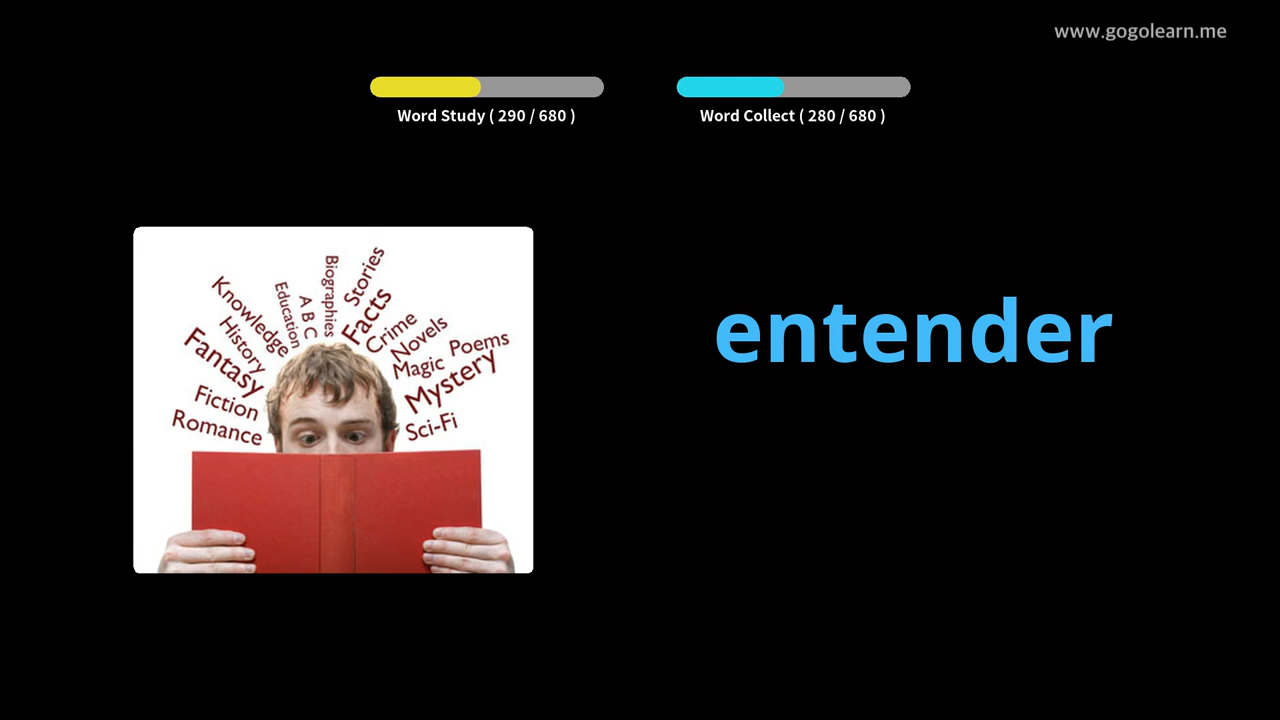 www.gogolearn.me
Word Study ( 290 / 680 )
Word Collect ( 280 / 680 )
Biographies
Stories
Education
A B C
Facts
Knowledge
Crime
History
Novels
Fantasy
Magic
Poems
Mystery
Fiction
Romance
Sci-Fi
entender